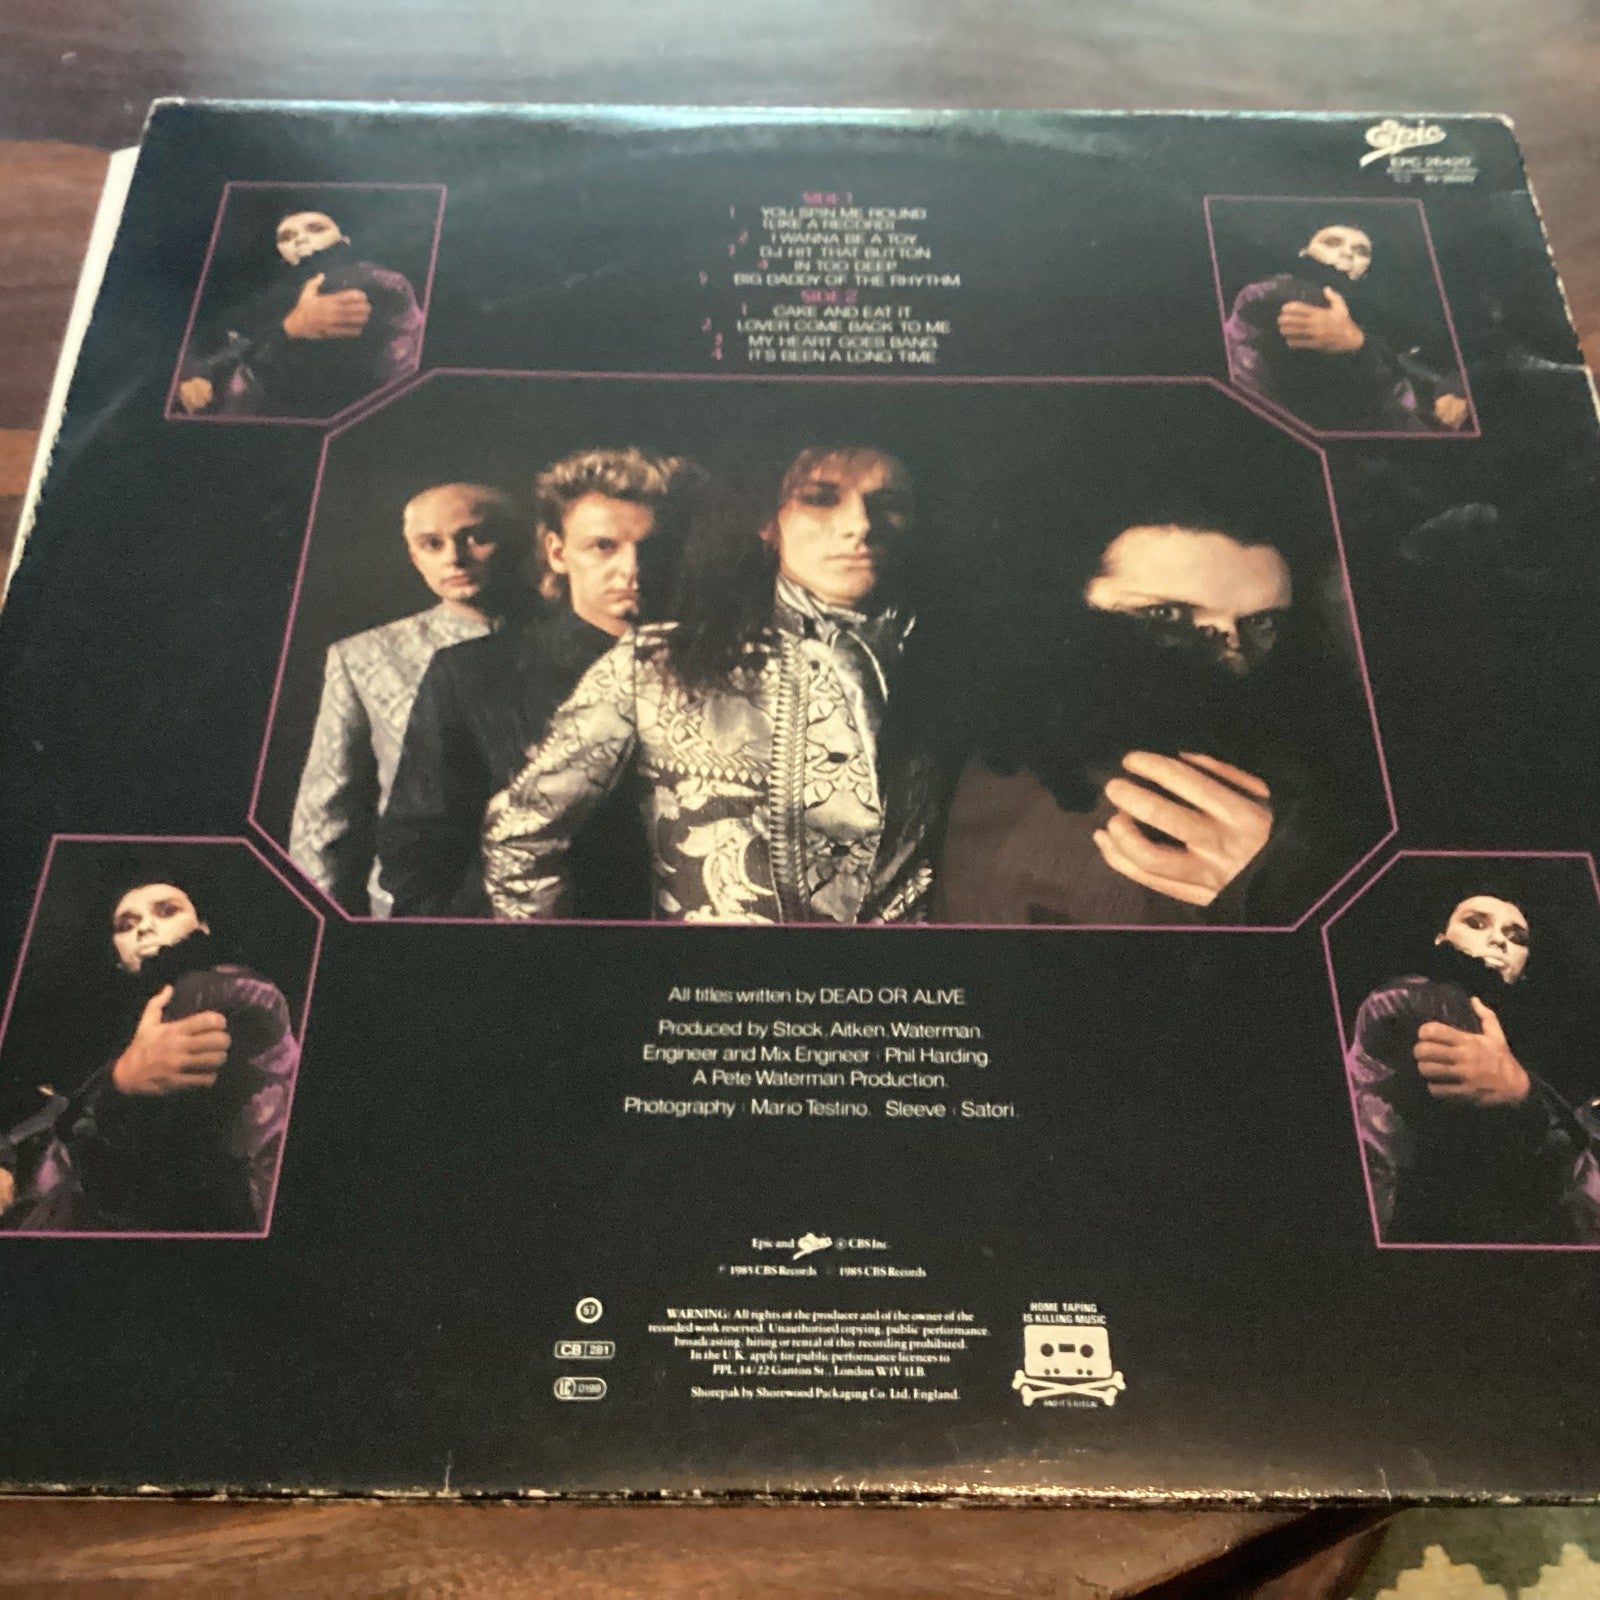 Epic
EPC 26420
SIDE 1
1 YOU SPIN ME ROUND
(LIKE A RECORD)
2 I WANNA BE A TOY
3 DJ HIT THAT BUTTON
4 IN TOO DEEP
5 BIG DADDY OF THE RHYTHM
SIDE 2
1 CAKE AND EAT IT
2 LOVER COME BACK TO ME
3 MY HEART GOES BANG
4 IT'S BEEN A LONG TIME
All titles written by DEAD OR ALIVE
Produced by Stock, Aitken, Waterman.
Engineer and Mix Engineer : Phil Harding.
A Pete Waterman Production.
Photography : Mario Testino. Sleeve : Satori.
Epic and Epic ® CBS Inc.
℗ 1985 CBS Records © 1985 CBS Records
57
CB 281
0199
WARNING: All rights of the producer and of the owner of the
recorded work reserved. Unauthorised copying, public performance,
broadcasting, hiring or rental of this recording prohibited.
In the U.K. apply for public performance licences to
PPL, 14/22 Ganton St., London W1V 1LB.
Shorepak by Shorewood Packaging Co. Ltd, England.
HOME TAPING
IS KILLING MUSIC
AND IT'S ILLEGAL